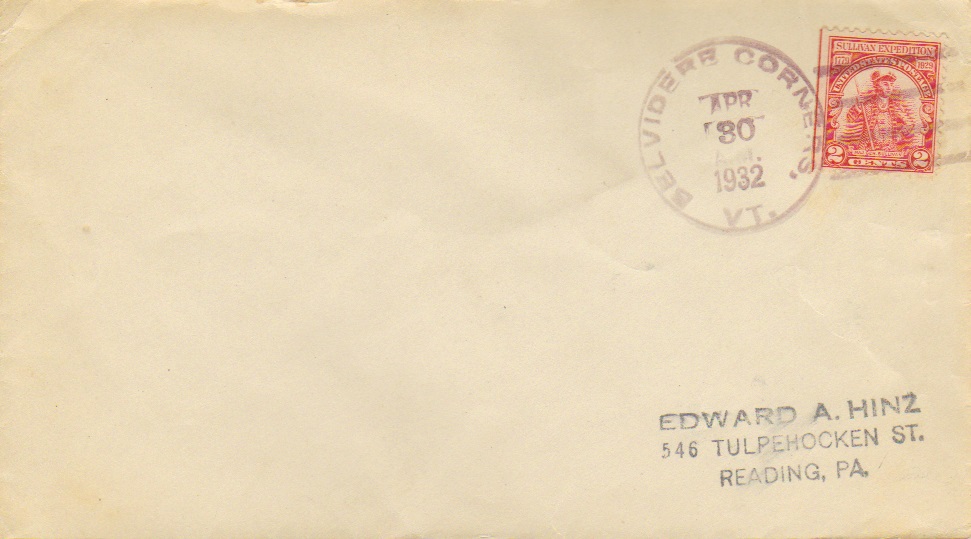 BELVIDERE CORNERS,
VT.
APR
30
A.M.
1932
SULLIVAN EXPEDITION
1779 1929
UNITED STATES POSTAGE
2 CENTS 2
EDWARD A. HINZ
546 TULPEHOCKEN ST.
READING, PA.